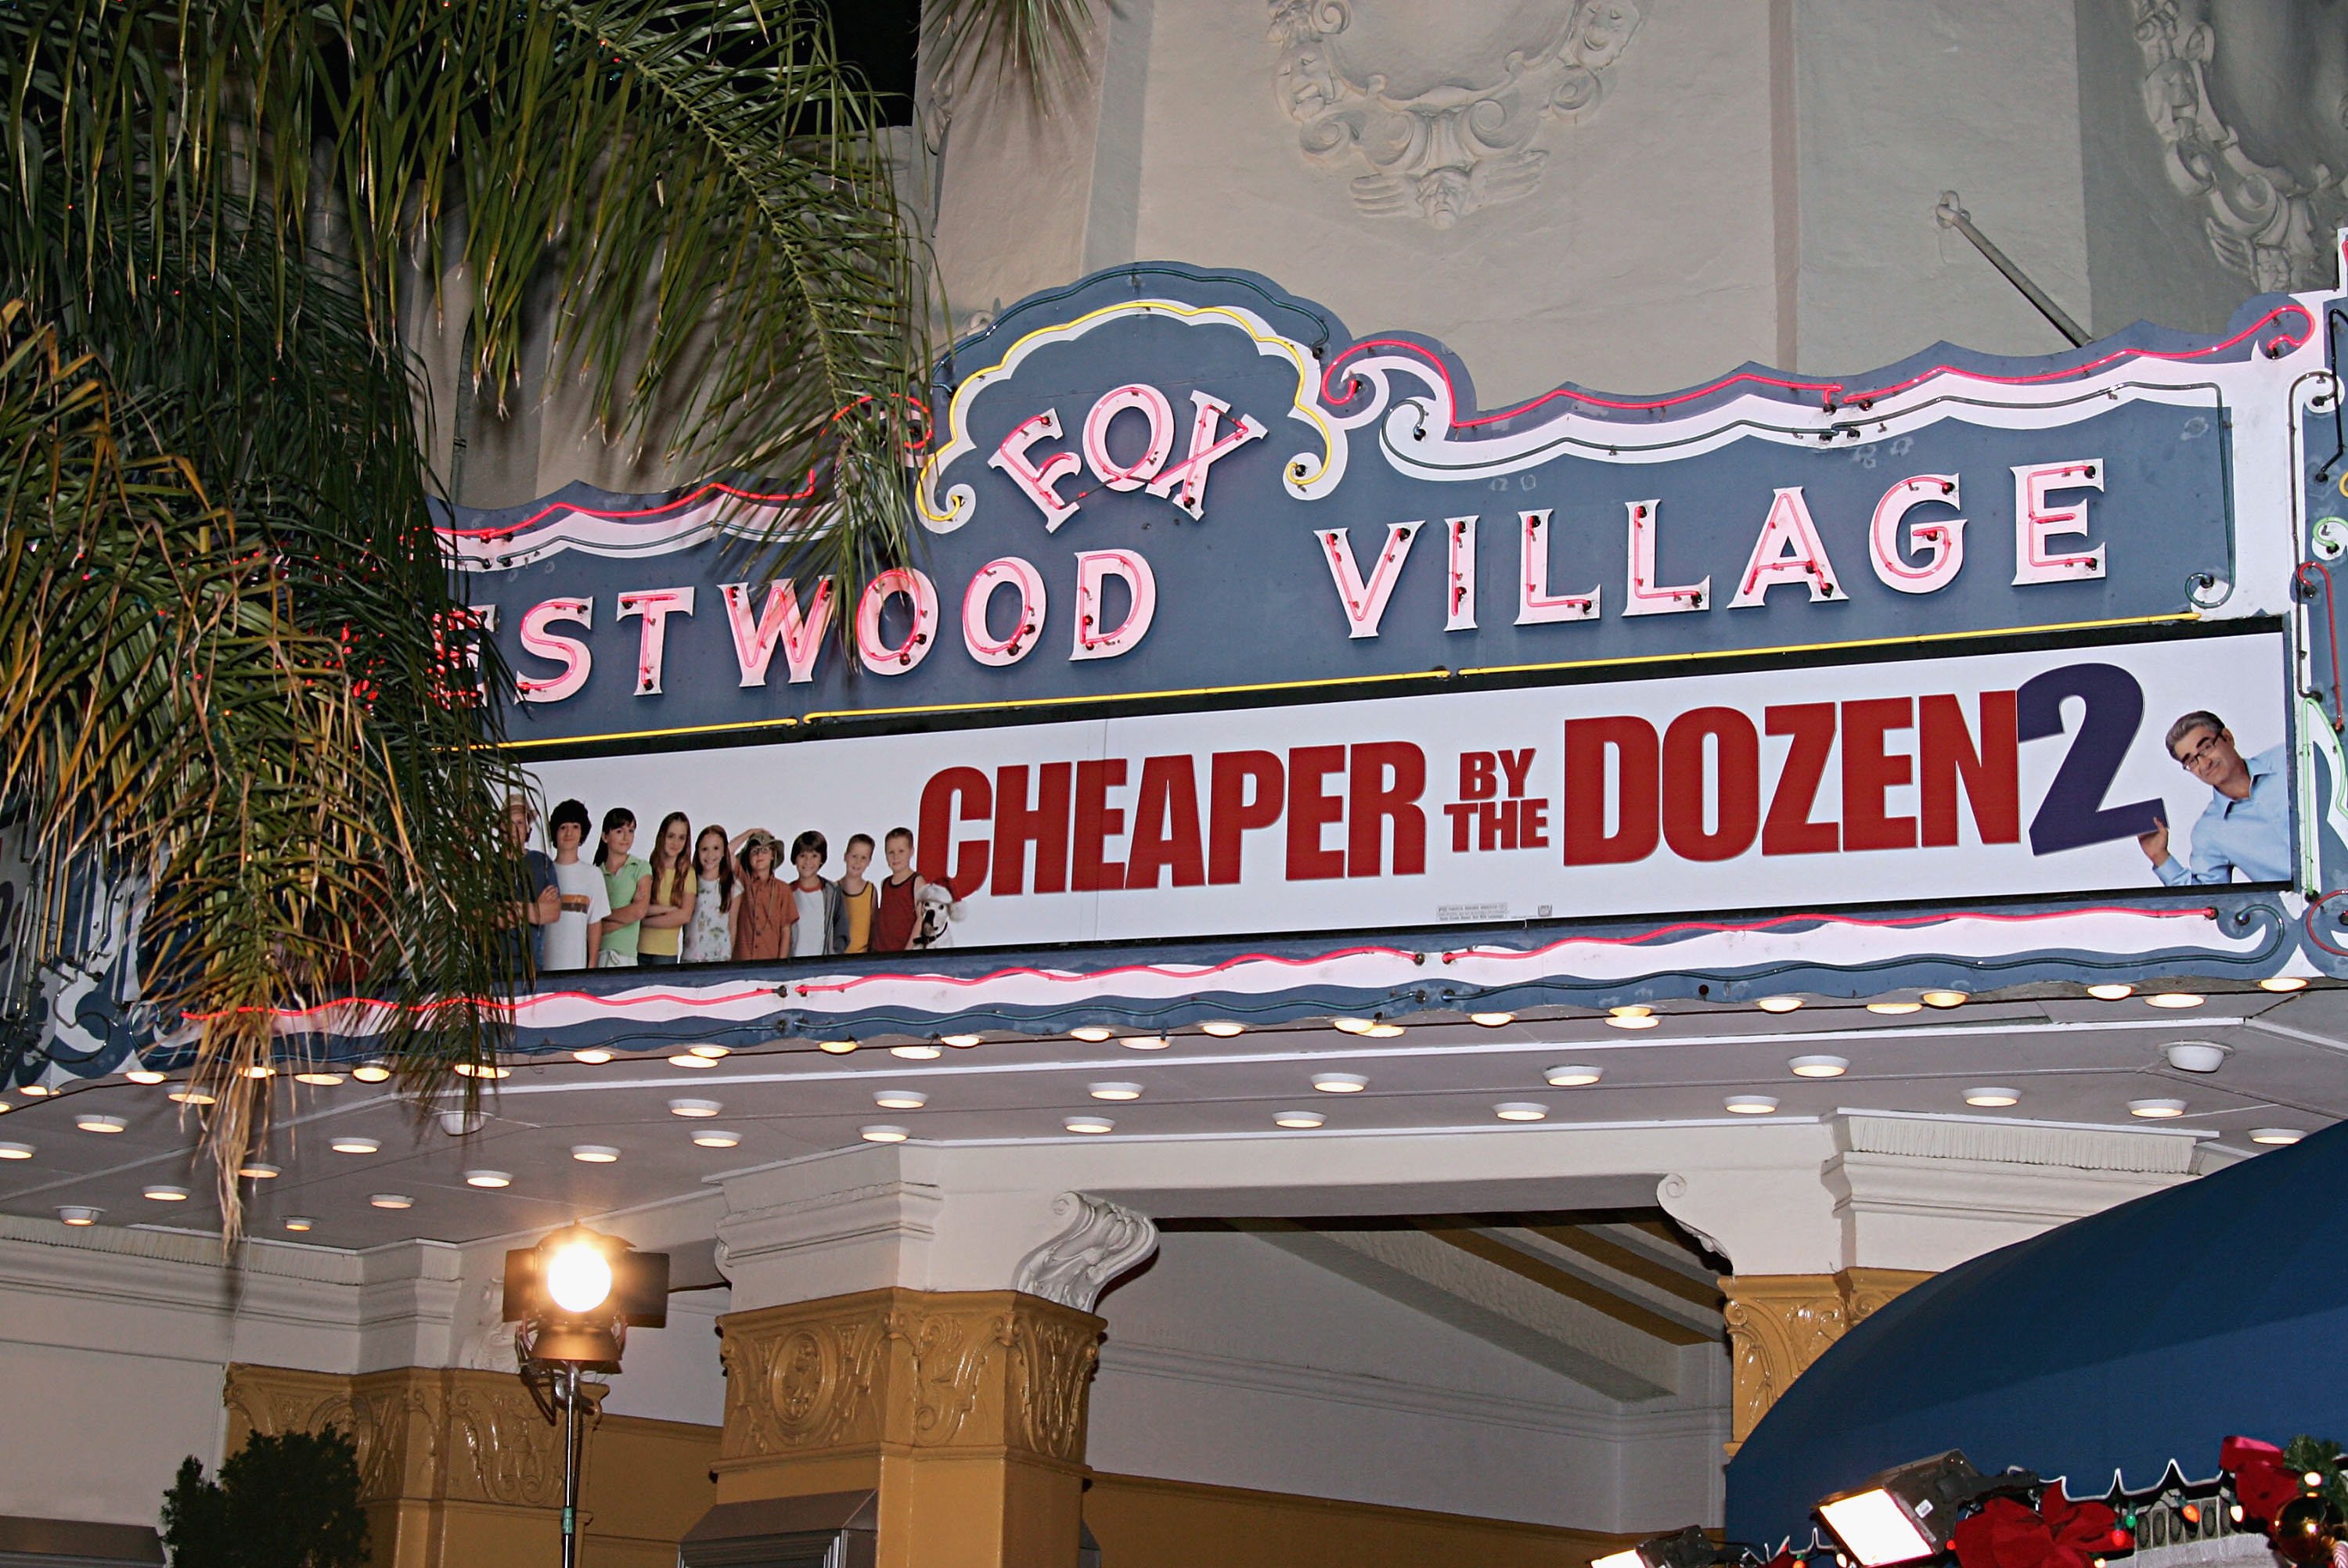 FOX
ESTWOOD VILLAGE
CHEAPER BY THE DOZEN 2